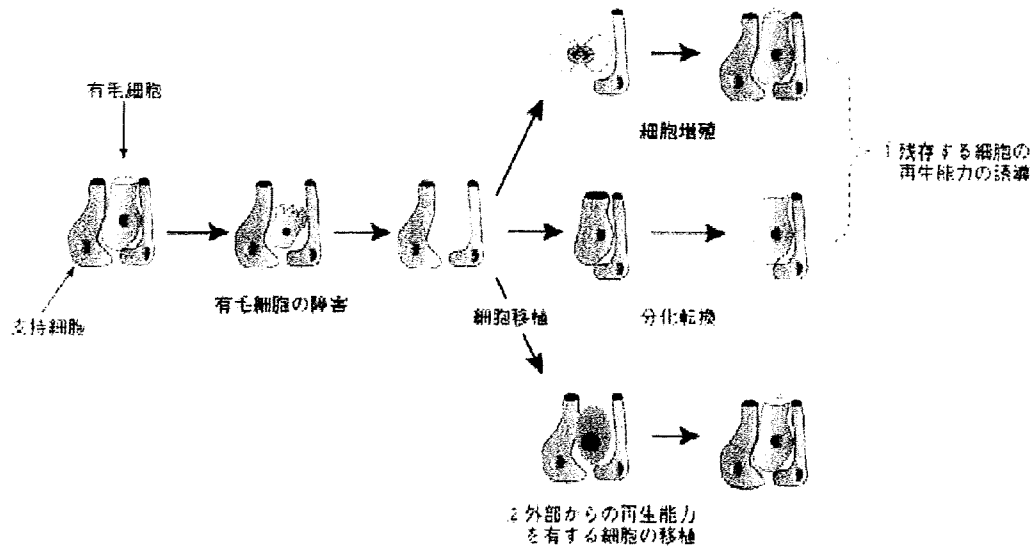 有毛細胞
支持細胞
有毛細胞の障害
細胞移植
細胞増殖
分化転換
1 残存する細胞の
再生能力の誘導
2 外部からの再生能力
を有する細胞の移植